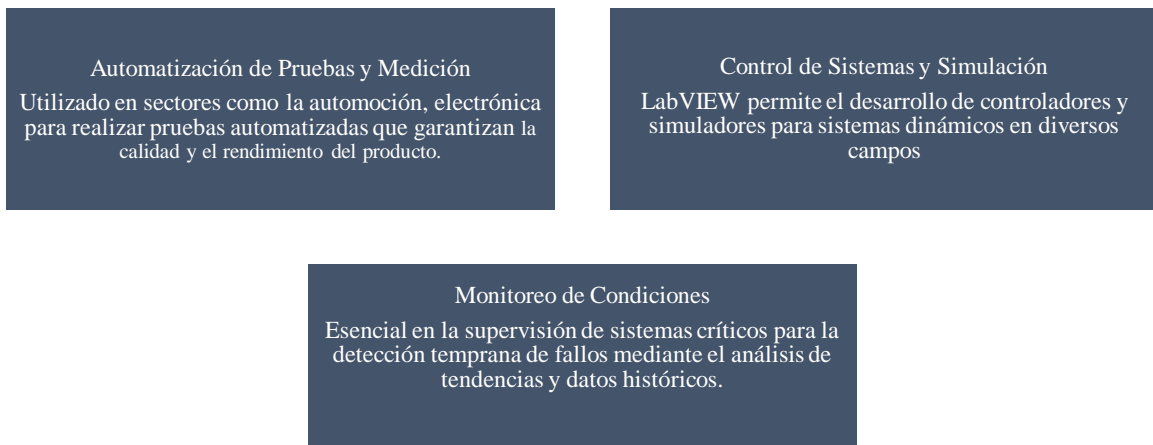 Automatización de Pruebas y Medición
Utilizado en sectores como la automoción, electrónica
para realizar pruebas automatizadas que garantizan la
calidad y el rendimiento del producto.
Control de Sistemas y Simulación
LabVIEW permite el desarrollo de controladores y
simuladores para sistemas dinámicos en diversos
campos
Monitoreo de Condiciones
Esencial en la supervisión de sistemas críticos para la
detección temprana de fallos mediante el análisis de
tendencias y datos históricos.